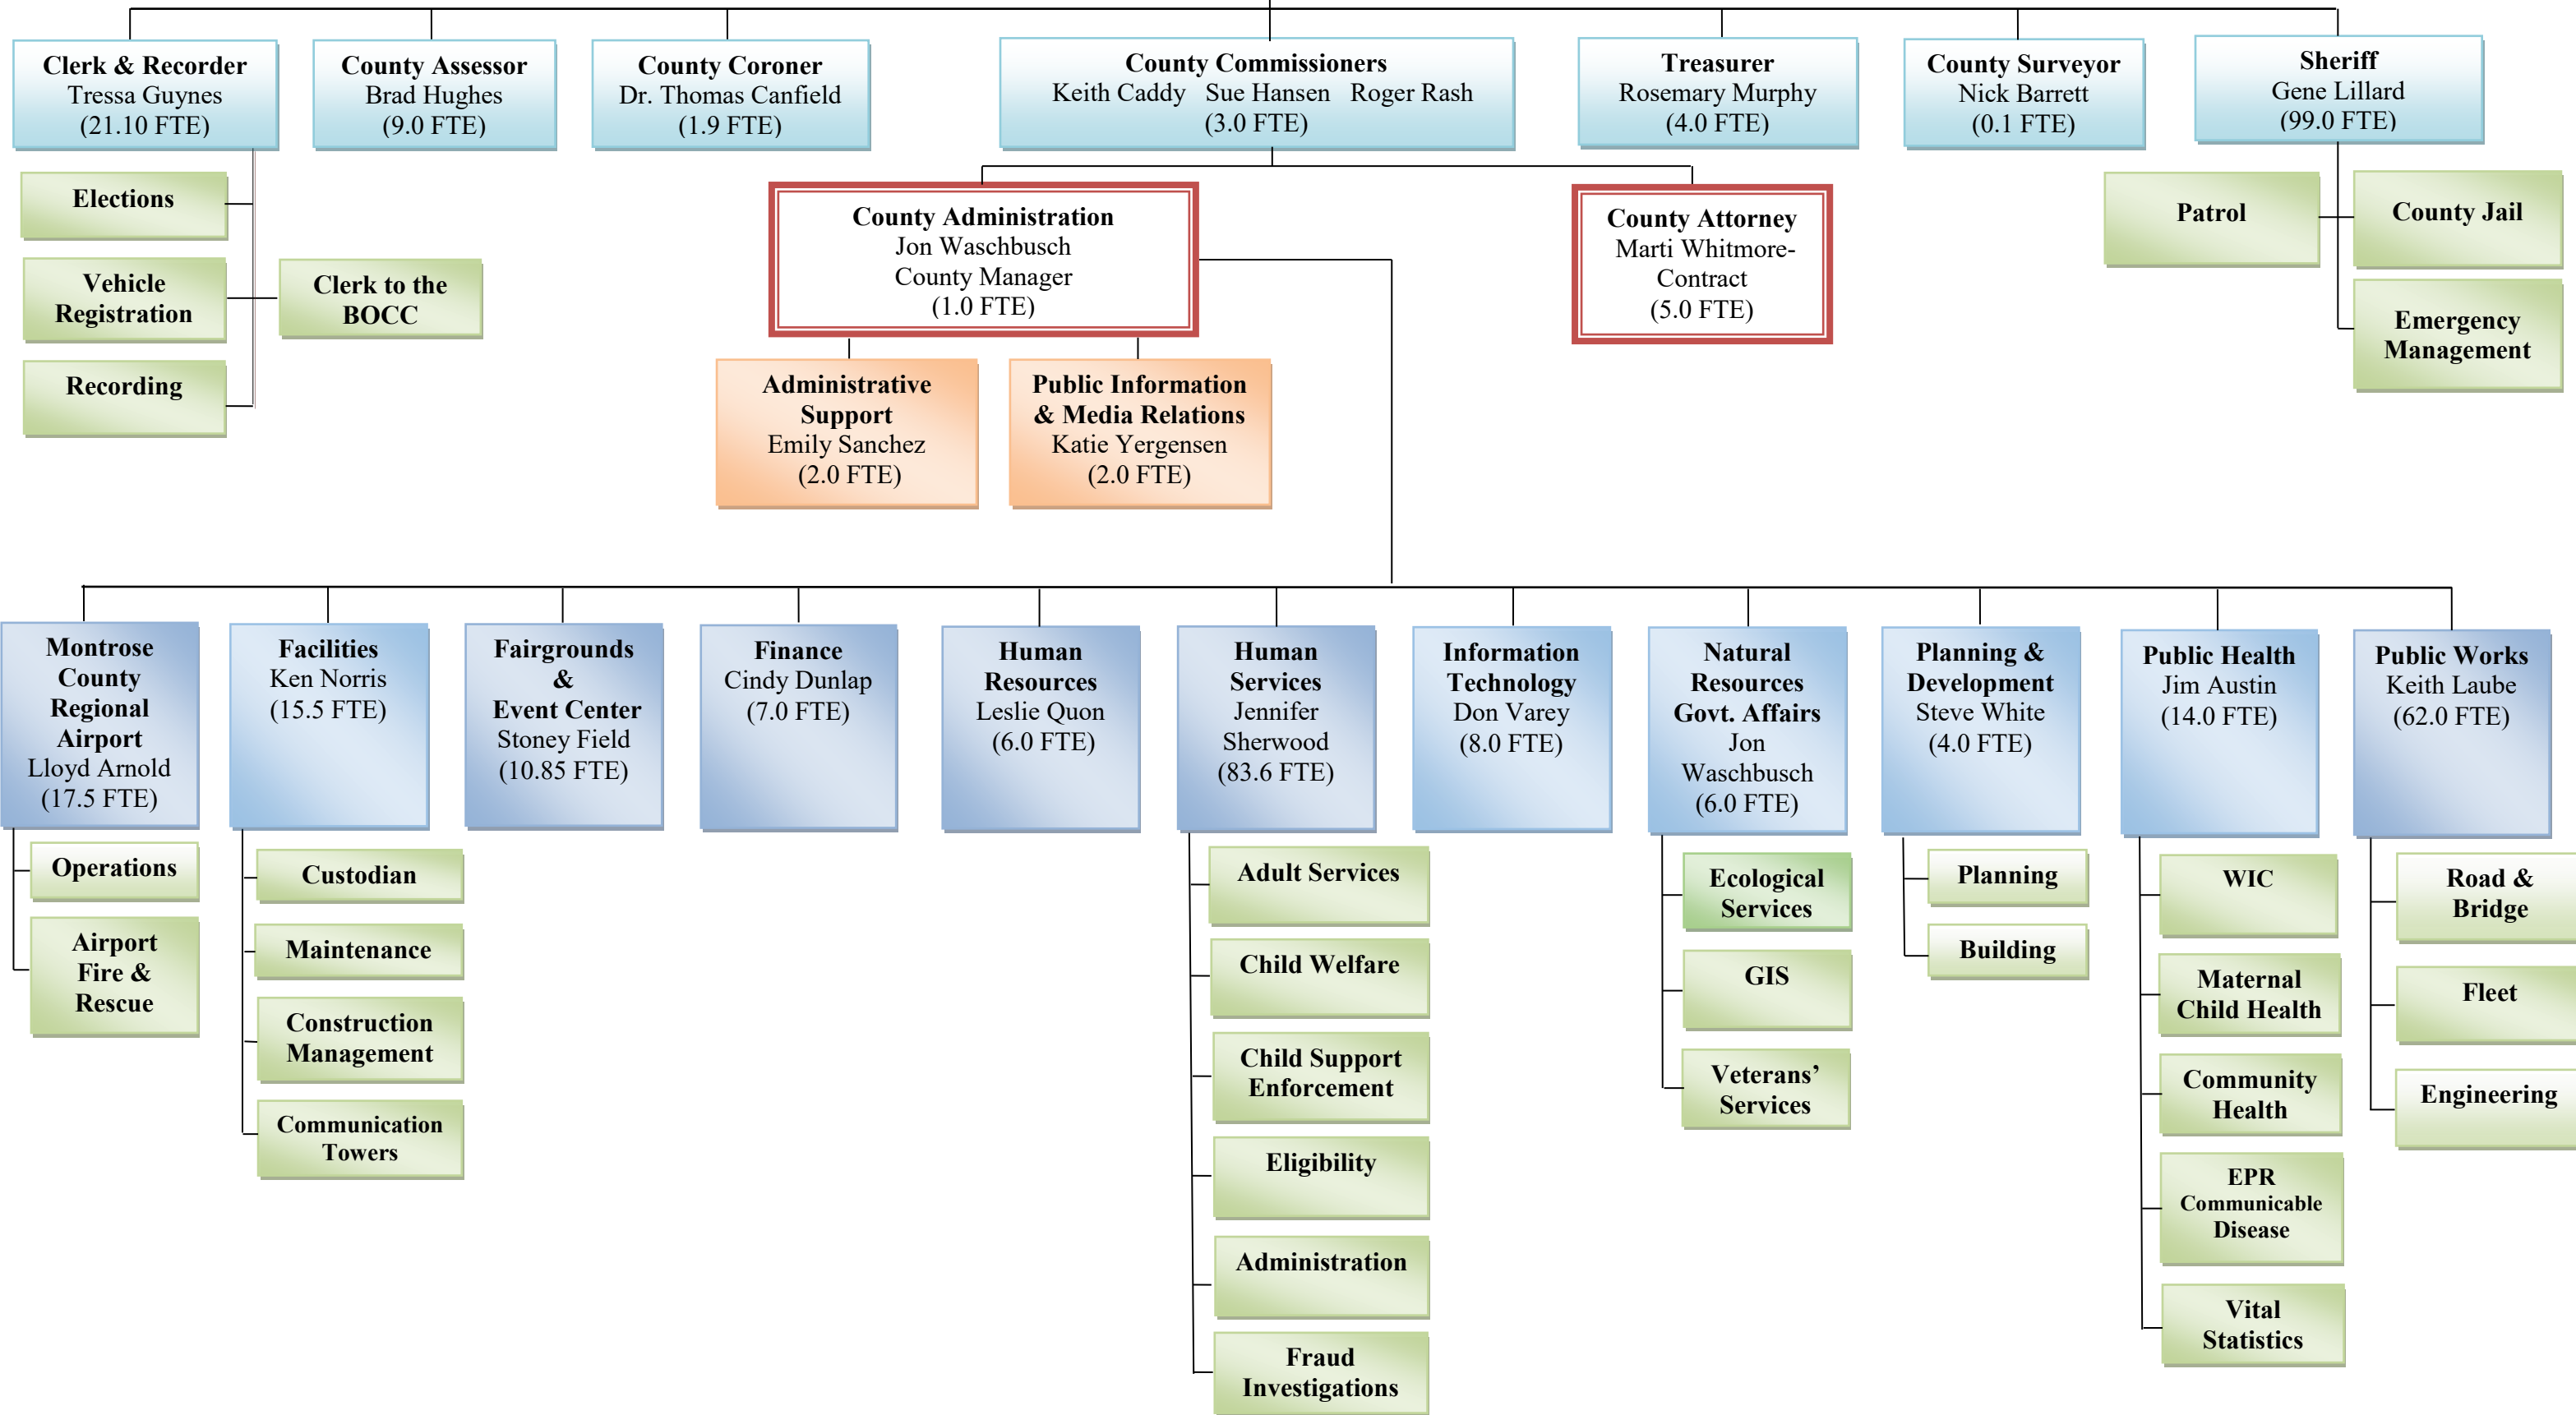 Clerk & Recorder
Tressa Guynes
(21.10 FTE)
County Assessor
Brad Hughes
(9.0 FTE)
County Coroner
Dr. Thomas Canfield
(1.9 FTE)
County Commissioners
Keith Caddy Sue Hansen Roger Rash
(3.0 FTE)
Treasurer
Rosemary Murphy
(4.0 FTE)
County Surveyor
Nick Barrett
(0.1 FTE)
Sheriff
Gene Lillard
(99.0 FTE)
Elections
Vehicle
Registration
Clerk to the
BOCC
Recording
County Administration
Jon Waschbusch
County Manager
(1.0 FTE)
County Attorney
Marti Whitmore-
Contract
(5.0 FTE)
Patrol
County Jail
Emergency
Management
Administrative
Support
Emily Sanchez
(2.0 FTE)
Public Information
& Media Relations
Katie Yergensen
(2.0 FTE)
Montrose
County
Regional
Airport
Lloyd Arnold
(17.5 FTE)
Facilities
Ken Norris
(15.5 FTE)
Fairgrounds
&
Event Center
Stoney Field
(10.85 FTE)
Finance
Cindy Dunlap
(7.0 FTE)
Human
Resources
Leslie Quon
(6.0 FTE)
Human
Services
Jennifer
Sherwood
(83.6 FTE)
Information
Technology
Don Varey
(8.0 FTE)
Natural
Resources
Govt. Affairs
Jon
Waschbusch
(6.0 FTE)
Planning &
Development
Steve White
(4.0 FTE)
Public Health
Jim Austin
(14.0 FTE)
Public Works
Keith Laube
(62.0 FTE)
Operations
Airport
Fire &
Rescue
Custodian
Maintenance
Construction
Management
Communication
Towers
Adult Services
Child Welfare
Child Support
Enforcement
Eligibility
Administration
Fraud
Investigations
Ecological
Services
GIS
Veterans’
Services
Planning
Building
WIC
Maternal
Child Health
Community
Health
EPR
Communicable
Disease
Vital
Statistics
Road &
Bridge
Fleet
Engineering